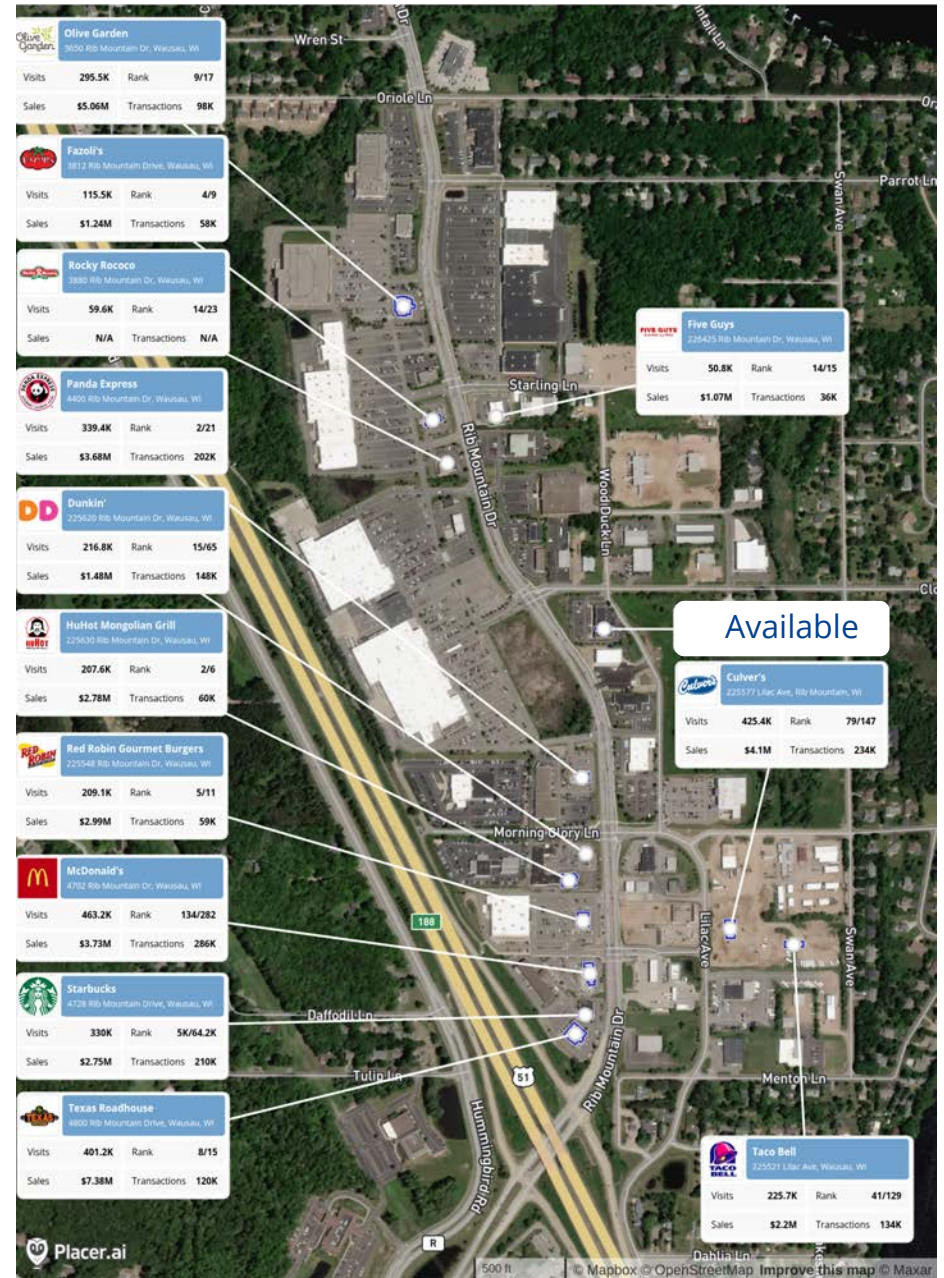 Olive Garden
Olive Garden
3650 Rib Mountain Dr, Wausau, WI
Visits 295.5K Rank 9/17
Sales $5.06M Transactions 98K
Fazoli's
3812 Rib Mountain Drive, Wausau, WI
Visits 115.5K Rank 4/9
Sales $1.24M Transactions 58K
Rocky Rococo
3880 Rib Mountain Dr, Wausau, WI
Visits 59.6K Rank 14/23
Sales N/A Transactions N/A
PANDA EXPRESS
Panda Express
4400 Rib Mountain Dr, Wausau, WI
Visits 339.4K Rank 2/21
Sales $3.68M Transactions 202K
DD
Dunkin'
225620 Rib Mountain Dr, Wausau, WI
Visits 216.8K Rank 15/65
Sales $1.48M Transactions 148K
HUHOT
HuHot Mongolian Grill
225630 Rib Mountain Dr, Wausau, WI
Visits 207.6K Rank 2/6
Sales $2.78M Transactions 60K
RED ROBIN
Red Robin Gourmet Burgers
225548 Rib Mountain Dr, Wausau, WI
Visits 209.1K Rank 5/11
Sales $2.99M Transactions 59K
McDonald's
4702 Rib Mountain Dr, Wausau, WI
Visits 463.2K Rank 134/282
Sales $3.73M Transactions 286K
Starbucks
4728 Rib Mountain Drive, Wausau, WI
Visits 330K Rank 5K/64.2K
Sales $2.75M Transactions 210K
TEXAS
Texas Roadhouse
4800 Rib Mountain Drive, Wausau, WI
Visits 401.2K Rank 8/15
Sales $7.38M Transactions 120K
FIVE GUYS
Five Guys
226425 Rib Mountain Dr, Wausau, WI
Visits 50.8K Rank 14/15
Sales $1.07M Transactions 36K
Available
Culver's
Culver's
225577 Lilac Ave, Rib Mountain, WI
Visits 425.4K Rank 79/147
Sales $4.1M Transactions 234K
TACO BELL
Taco Bell
225521 Lilac Ave, Wausau, WI
Visits 225.7K Rank 41/129
Sales $2.2M Transactions 134K
Wren St
Dr
Oriole Ln
Parrot Ln
Swan Ave
Starling Ln
Rib Mountain Dr
Wood Duck Ln
Morning Glory Ln
Lilac Ave
Swan Ave
188
Daffodil Ln
Tulip Ln
51
Rib Mountain Dr
Menton Ln
Hummingbird Rd
R
Dahlia Ln
Placer.ai
500 ft
© Mapbox © OpenStreetMap Improve this map © Maxar